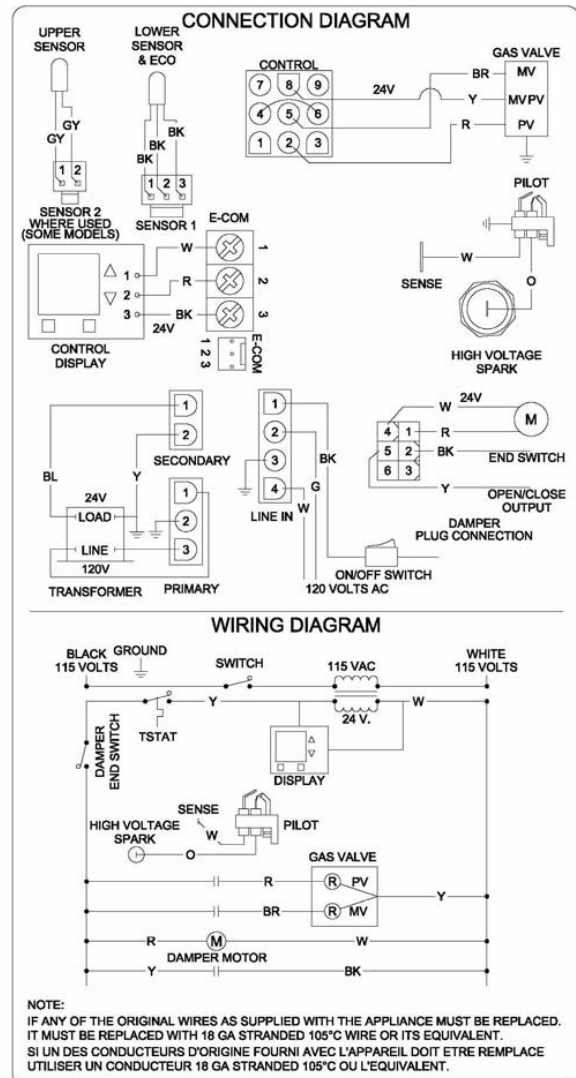 CONNECTION DIAGRAM
UPPER
SENSOR
LOWER
SENSOR
& ECO
CONTROL
7 8 9
4 5 6
1 2 3
24V
GAS VALVE
BR
MV
Y
MV PV
R
PV
GY
GY
BK
BK
BK
1 2
1 2 3
SENSOR 2
WHERE USED
(SOME MODELS)
SENSOR 1
PILOT
SENSE
W
O
HIGH VOLTAGE
SPARK
E-COM
1
2
3
1
2
3
W
R
BK
24V
1
2
3
E-COM
CONTROL
DISPLAY
1
2
SECONDARY
BL
Y
24V
LOAD
LINE
120V
TRANSFORMER
1
2
3
PRIMARY
1
2
3
4
LINE IN
BK
G
W
ON/OFF SWITCH
120 VOLTS AC
24V
W
M
4 1
R
5 2
BK
END SWITCH
6 3
Y
OPEN/CLOSE
OUTPUT
DAMPER
PLUG CONNECTION
WIRING DIAGRAM
BLACK
115 VOLTS
GROUND
SWITCH
115 VAC
WHITE
115 VOLTS
Y
W
24 V.
TSTAT
DAMPER
END SWITCH
DISPLAY
SENSE
W
PILOT
HIGH VOLTAGE
SPARK
O
GAS VALVE
R
R PV
Y
BR
R MV
R
M
W
DAMPER MOTOR
Y
BK
NOTE:
IF ANY OF THE ORIGINAL WIRES AS SUPPLIED WITH THE APPLIANCE MUST BE REPLACED.
IT MUST BE REPLACED WITH 18 GA STRANDED 105°C WIRE OR ITS EQUIVALENT.
SI UN DES CONDUCTEURS D'ORIGINE FOURNI AVEC L'APPAREIL DOIT ETRE REMPLACE
UTILISER UN CONDUCTEUR 18 GA STRANDED 105°C OU L'EQUIVALENT.